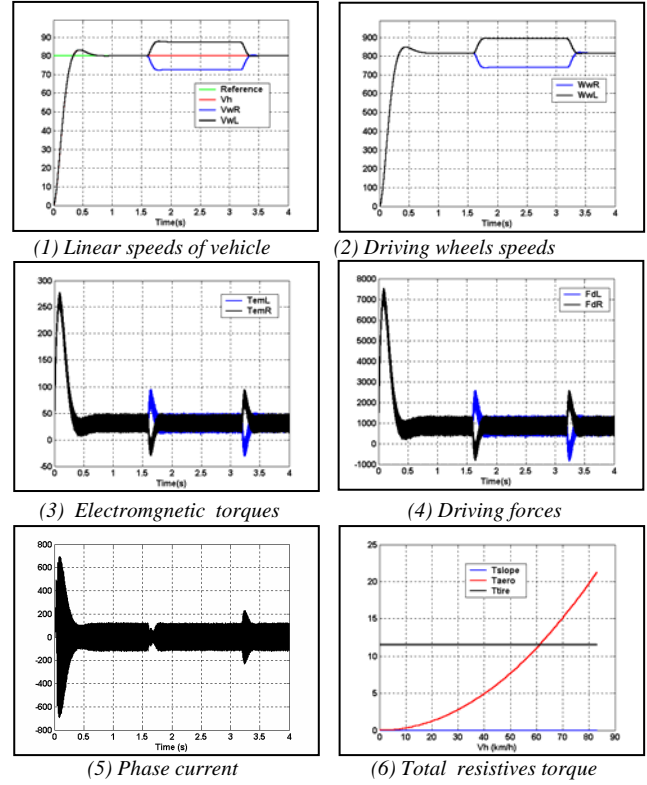 90
80
70
60
50
40
30
20
10
0
0 0.5 1 1.5 2 2.5 3 3.5 4
Time(s)
Reference
Vh
VwR
VwL
(1) Linear speeds of vehicle
900
800
700
600
500
400
300
200
100
0
0 0.5 1 1.5 2 2.5 3 3.5 4
Time(s)
WwR
WwL
(2) Driving wheels speeds
300
250
200
150
100
50
0
-50
0 0.5 1 1.5 2 2.5 3 3.5 4
Time(s)
TemL
TemR
(3) Electromgnetic torques
8000
7000
6000
5000
4000
3000
2000
1000
0
-1000
0 0.5 1 1.5 2 2.5 3 3.5 4
Time(s)
FdL
FdR
(4) Driving forces
800
600
400
200
0
-200
-400
-600
-800
0 0.5 1 1.5 2 2.5 3 3.5 4
Time (s)
(5) Phase current
25
20
15
10
5
0
0 10 20 30 40 50 60 70 80 90
Vh (km/h)
Tslope
Taero
Ttire
(6) Total resistives torque